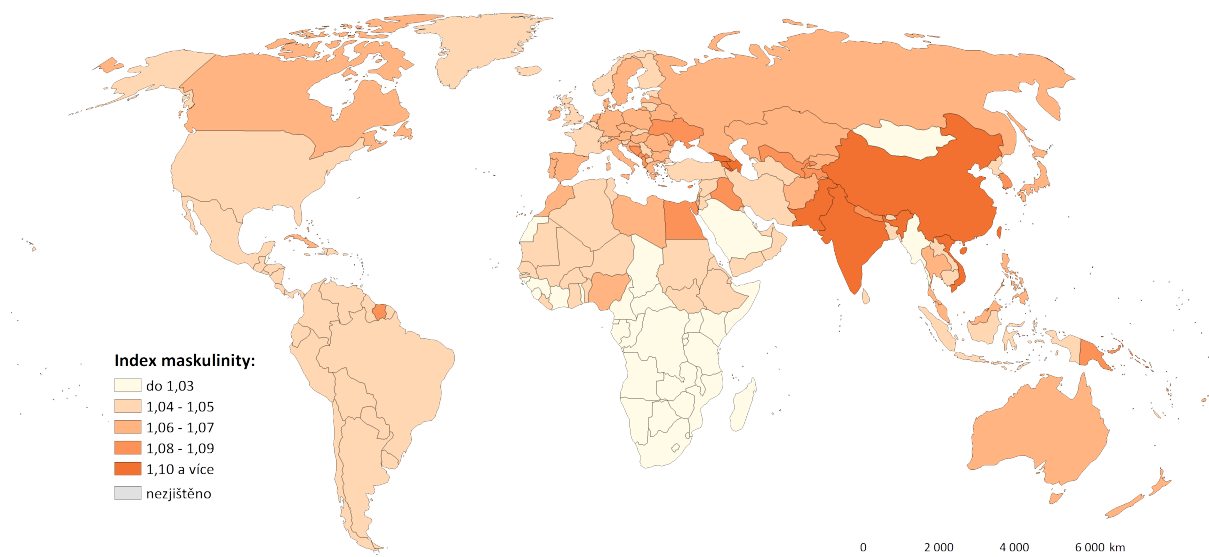 Index maskulinity:
do 1,03
1,04 - 1,05
1,06 - 1,07
1,08 - 1,09
1,10 a více
nezjištěno
0 2 000 4 000 6 000 km